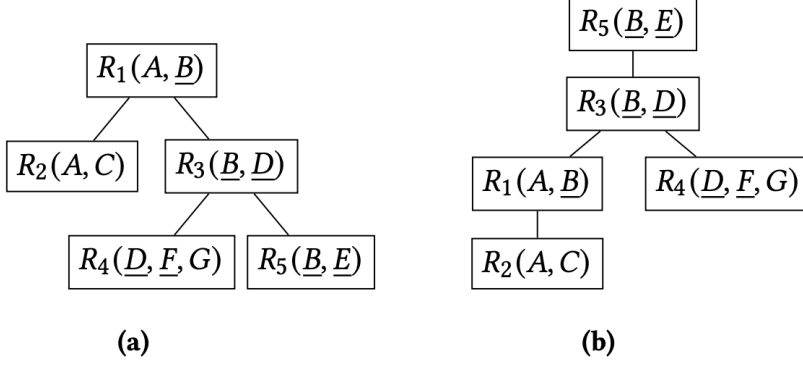 R1(A, B)
R2(A, C)
R3(B, D)
R4(D, F, G)
R5(B, E)
(a)
R5(B, E)
R3(B, D)
R1(A, B)
R4(D, F, G)
R2(A, C)
(b)